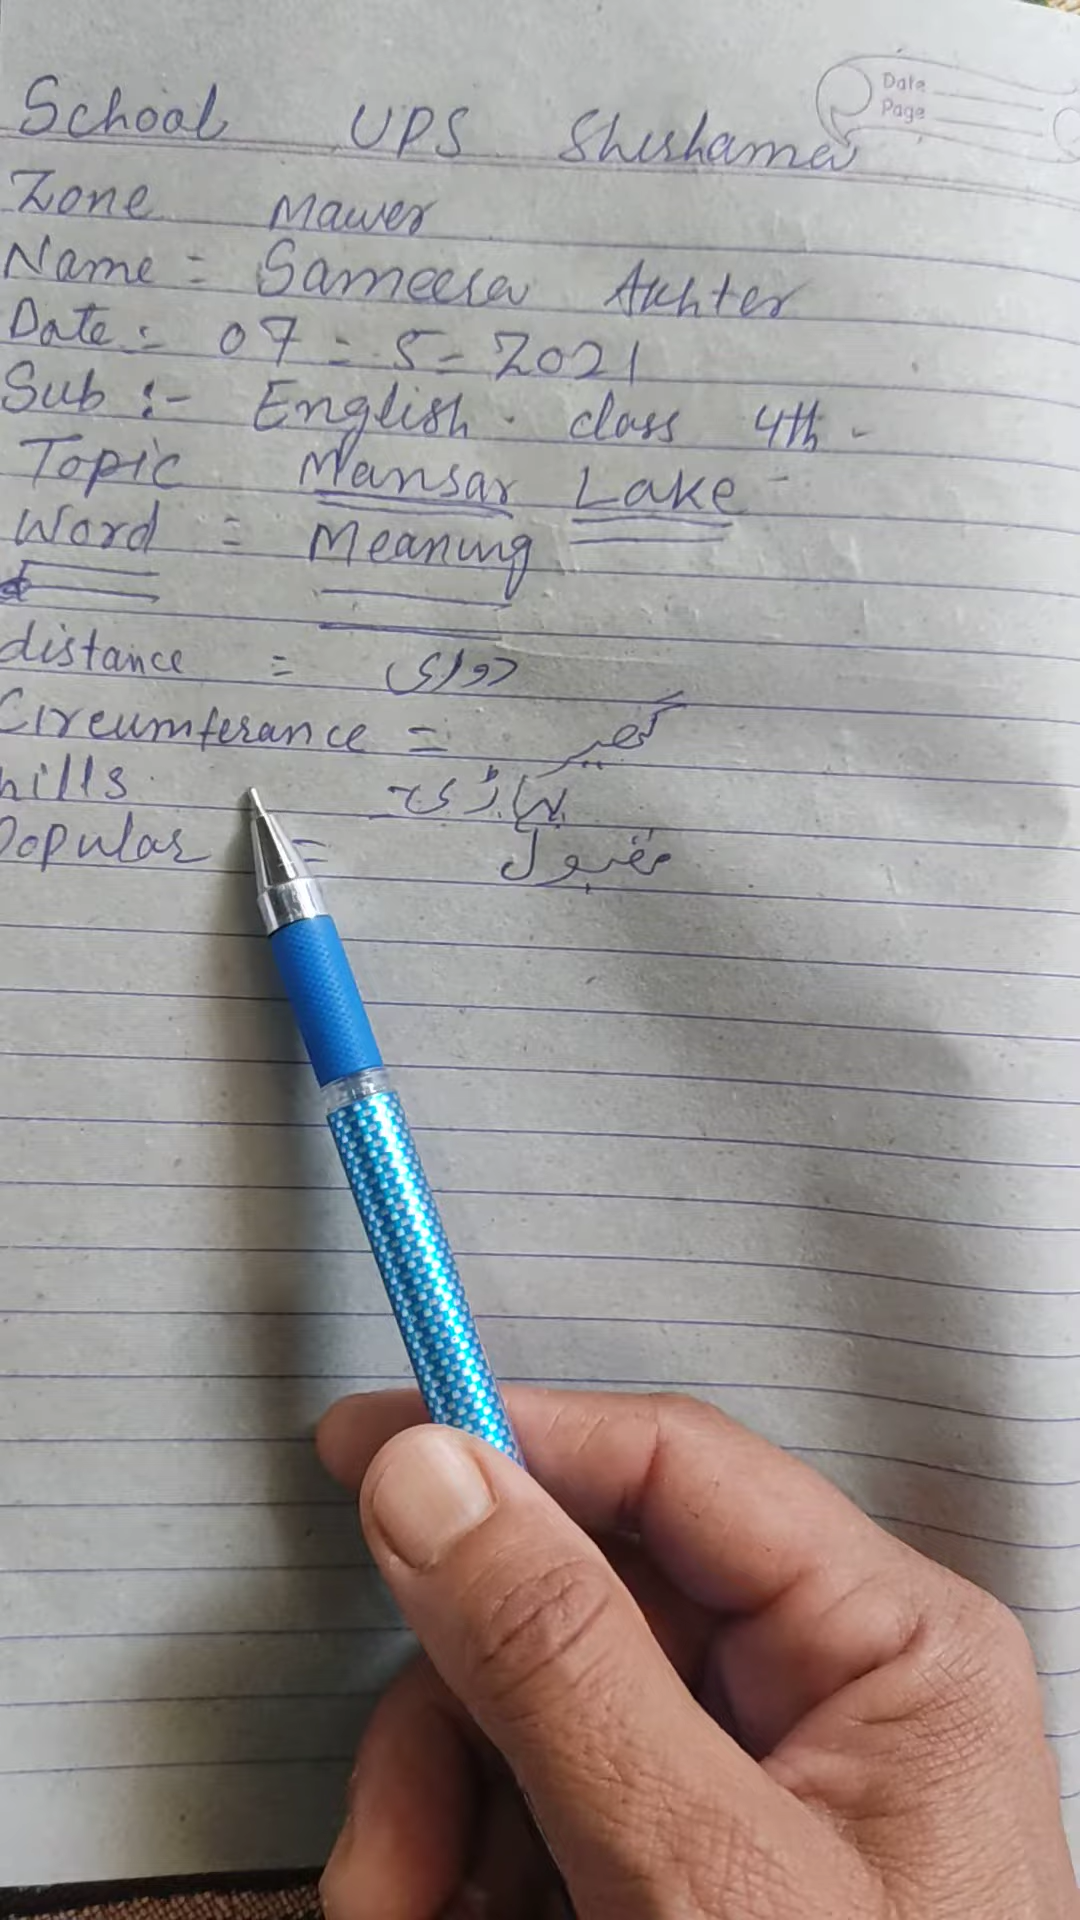 Date
Page
School UPS Shishama
Zone Mawer
Name = Sameera Akhter
Date = 07 - 5 - 2021
Sub :- English . class 4th -
Topic Mansar Lake -
Word = Meaning
distance = دوری
Circumferance = گھیر
hills پہاڑی
Popular = مقبول